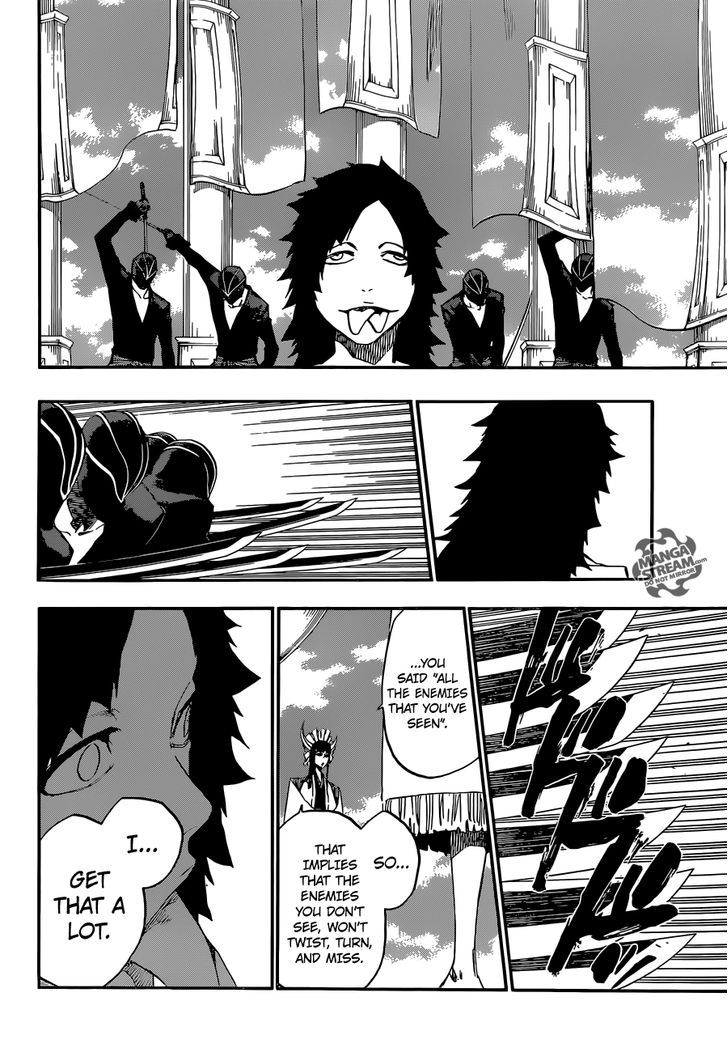 MANGA
STREAM.COM
DO NOT MIRROR!
...YOU
SAID "ALL
THE ENEMIES
THAT YOU'VE
SEEN".
SO...
THAT
IMPLIES
THAT THE
ENEMIES
YOU DON'T
SEE, WON'T
TWIST, TURN,
AND MISS.
I...
GET
THAT A
LOT.